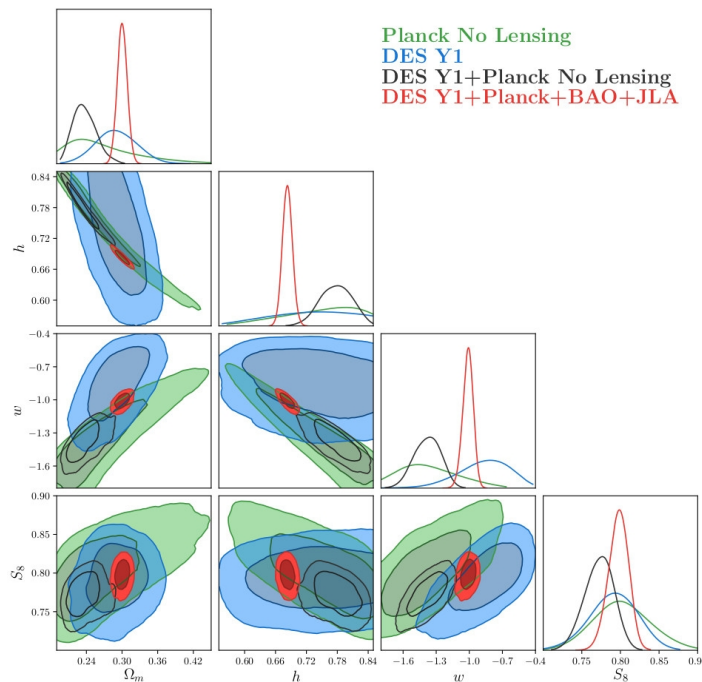 Planck No Lensing
DES Y1
DES Y1+Planck No Lensing
DES Y1+Planck+BAO+JLA
0.84
0.78
0.72
0.66
0.60
h
−0.4
−0.7
−1.0
−1.3
−1.6
w
0.90
0.85
0.80
0.75
S₈
0.24 0.30 0.36 0.42
0.60 0.66 0.72 0.78 0.84
−1.6 −1.3 −1.0 −0.7 −0.4
0.75 0.80 0.85 0.9
Ωₘ h w S₈